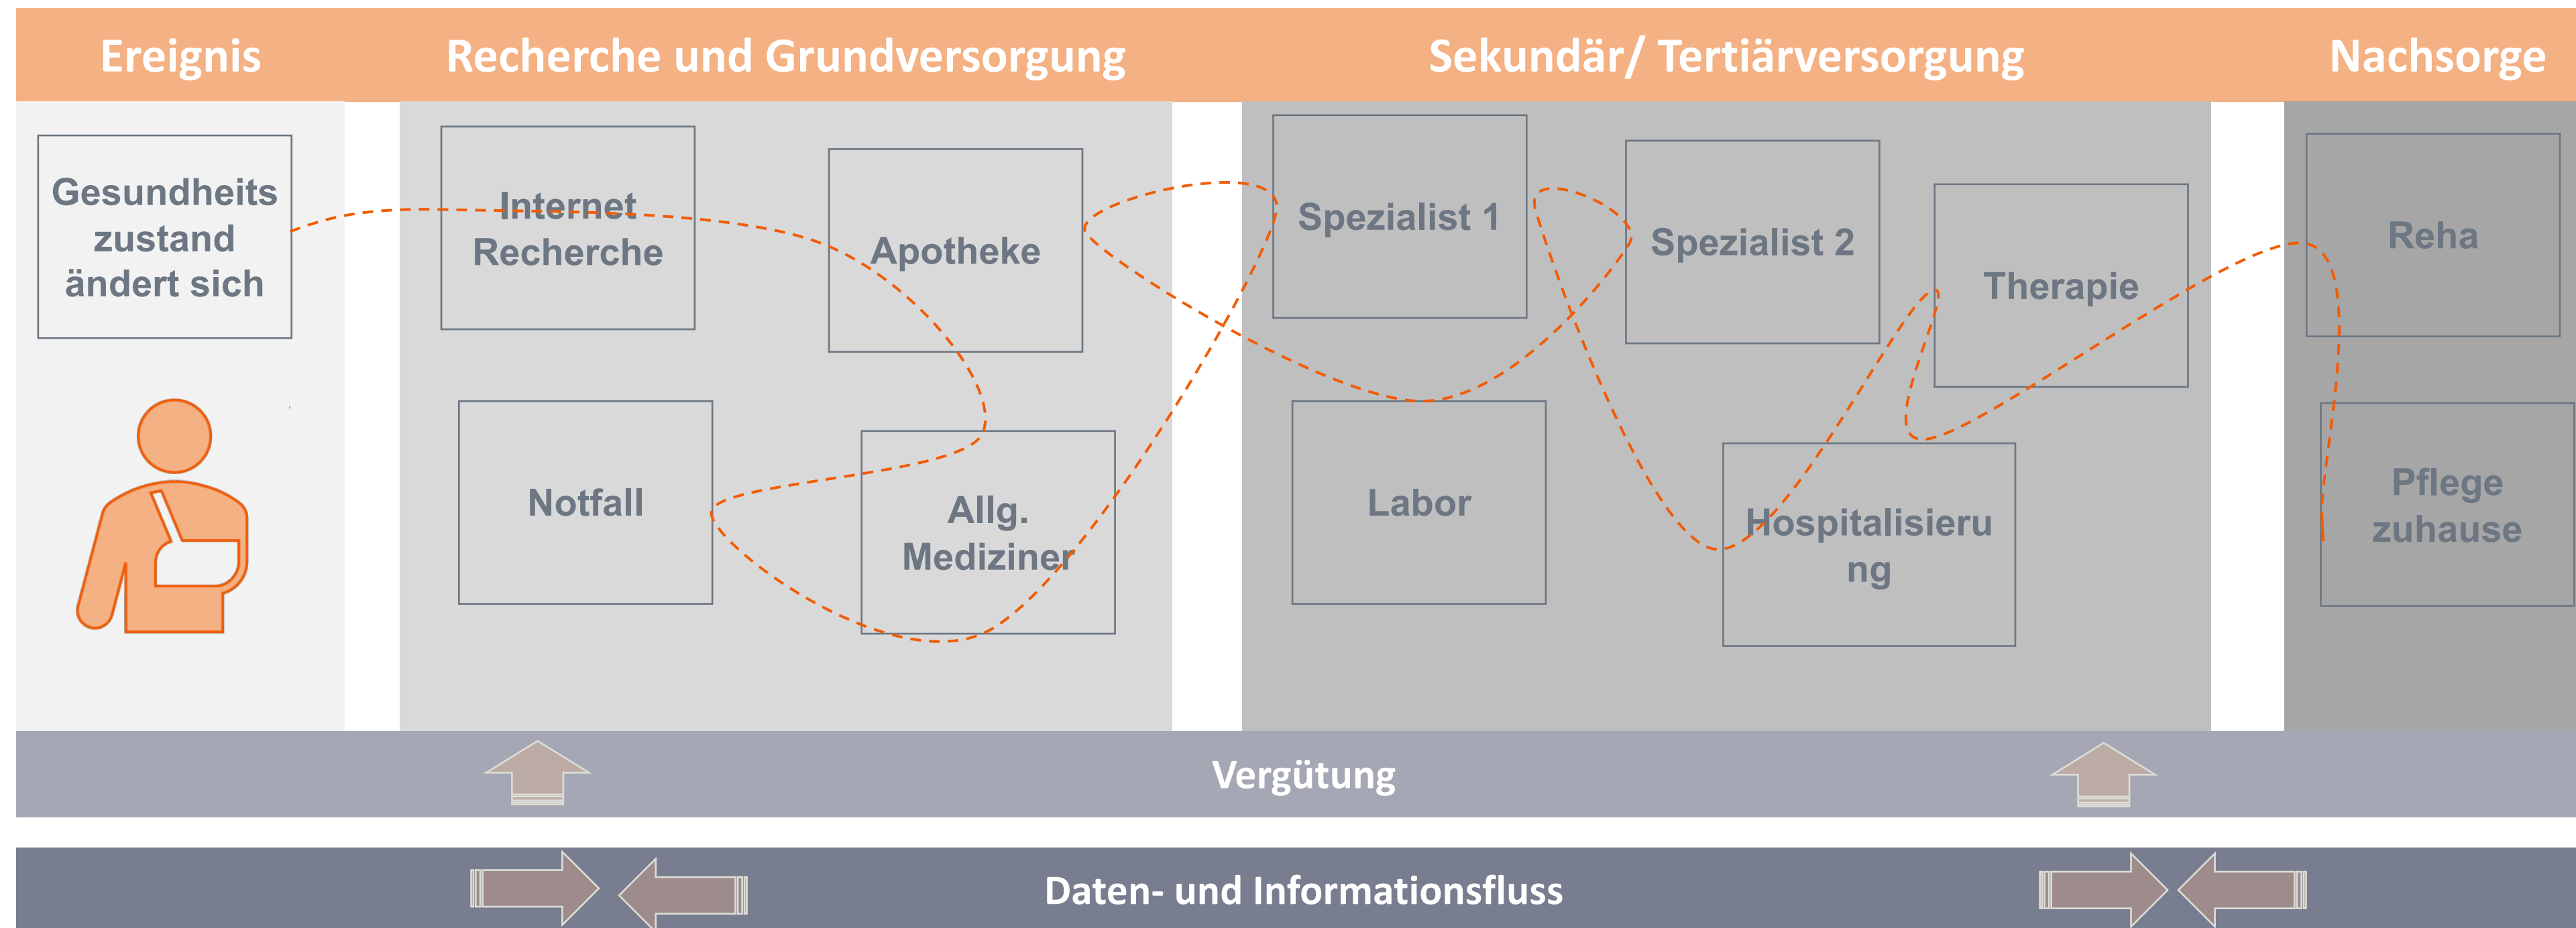 Ereignis
Recherche und Grundversorgung
Sekundär/ Tertiärversorgung
Nachsorge
Gesundheits
zustand
ändert sich
Internet
Recherche
Apotheke
Notfall
Allg.
Mediziner
Spezialist 1
Spezialist 2
Therapie
Labor
Hospitalisieru
ng
Reha
Pflege
zuhause
Vergütung
Daten- und Informationsfluss